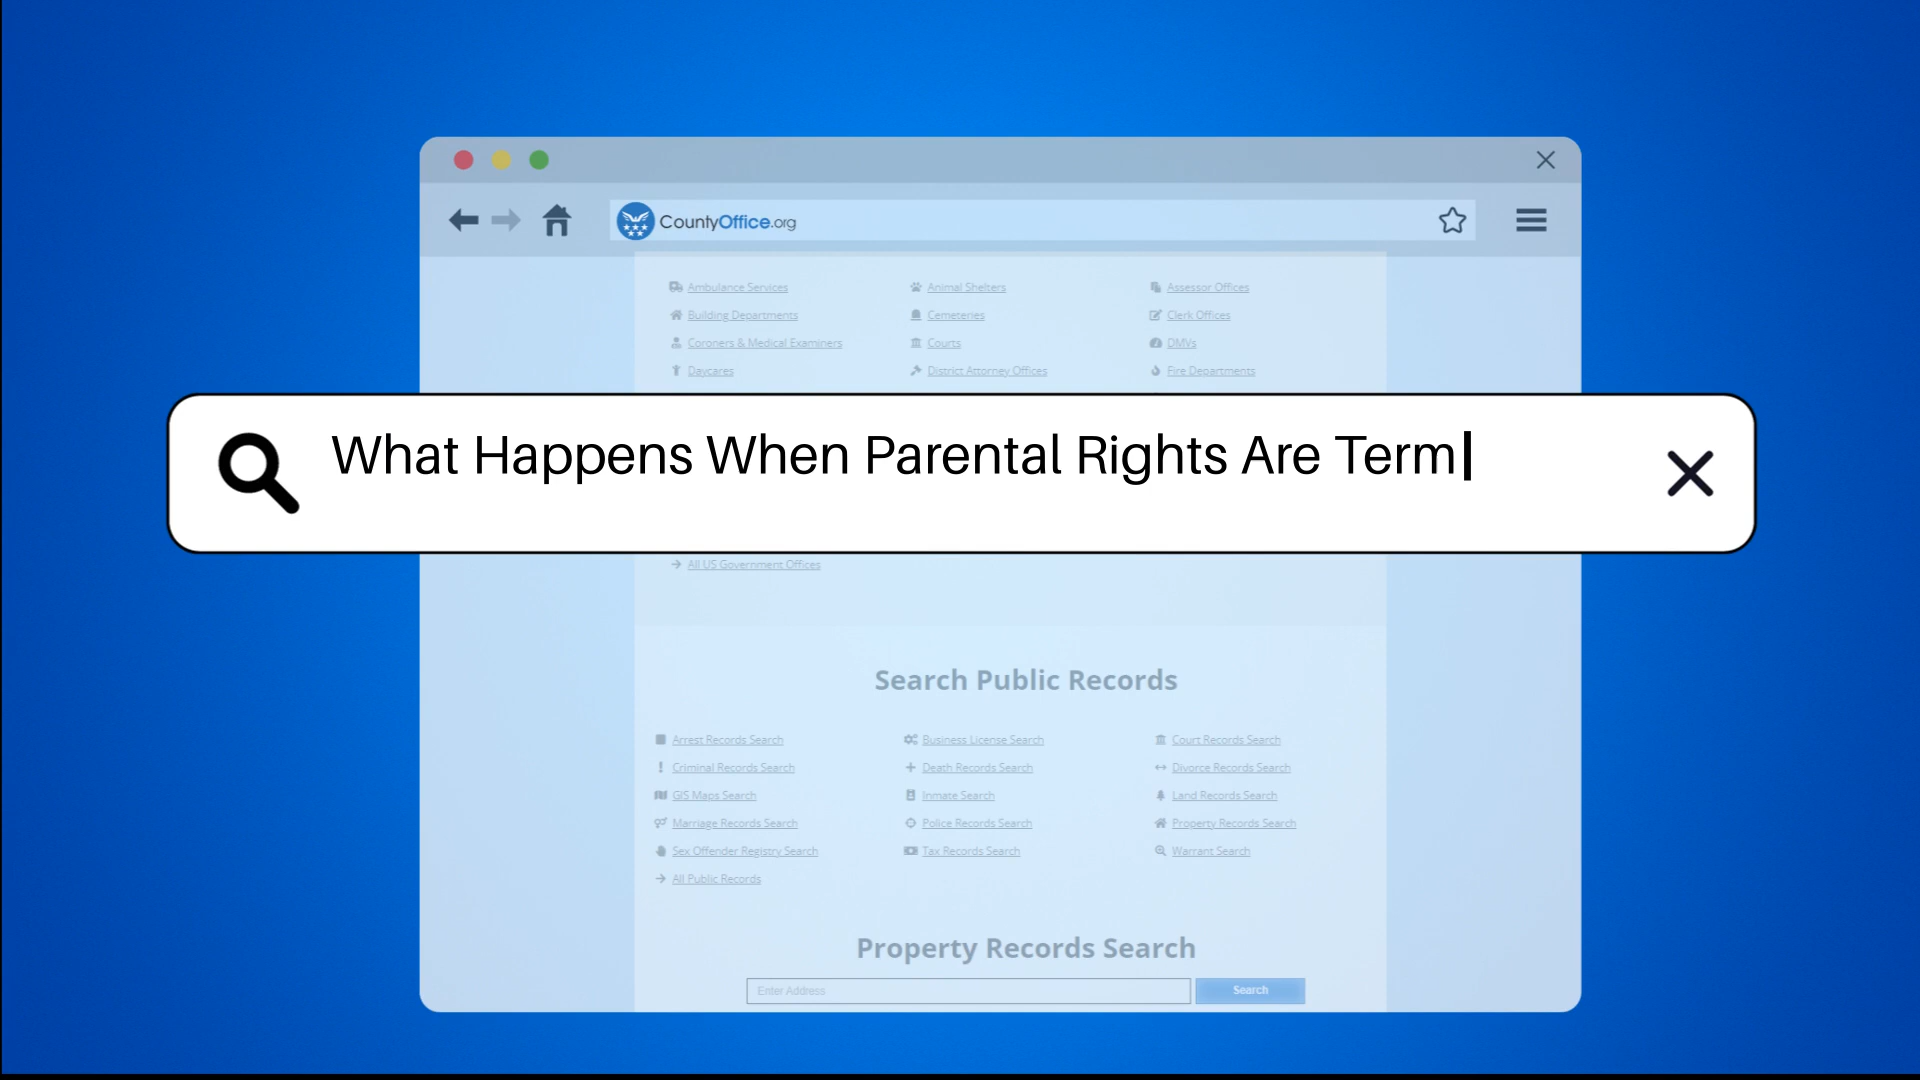 CountyOffice.org
Ambulance Services Animal Shelters Assessor Offices
Building Departments Cemeteries Clerk Offices
Coroners & Medical Examiners Courts DMVs
Daycares District Attorney Offices Fire Departments
What Happens When Parental Rights Are Term
All US Government Offices
Search Public Records
Arrest Records Search Business License Search Court Records Search
Criminal Records Search Death Records Search Divorce Records Search
GIS Maps Search Inmate Search Land Records Search
Marriage Records Search Police Records Search Property Records Search
Sex Offender Registry Search Tax Records Search Warrant Search
All Public Records
Property Records Search
Enter Address Search